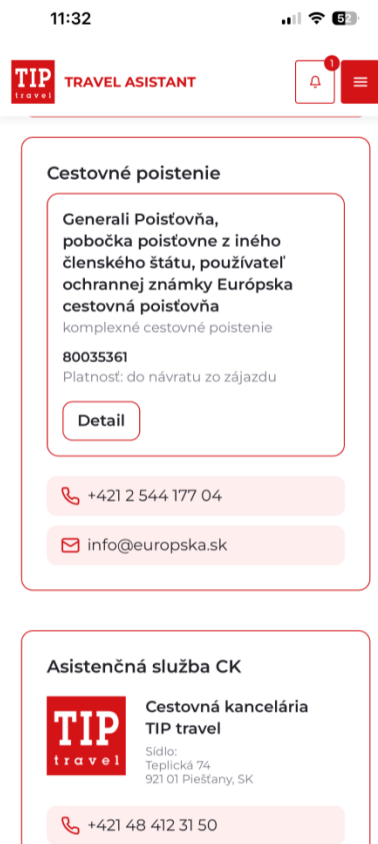 11:32
52
TIP
travel
TRAVEL ASISTANT
1
Cestovné poistenie
Generali Poisťovňa,
pobočka poisťovne z iného
členského štátu, používateľ
ochrannej známky Európska
cestovná poisťovňa
komplexné cestovné poistenie
80035361
Platnosť: do návratu zo zájazdu
Detail
+421 2 544 177 04
info@europska.sk
Asistenčná služba CK
TIP
travel
Cestovná kancelária
TIP travel
Sídlo:
Teplická 74
921 01 Piešťany, SK
+421 48 412 31 50